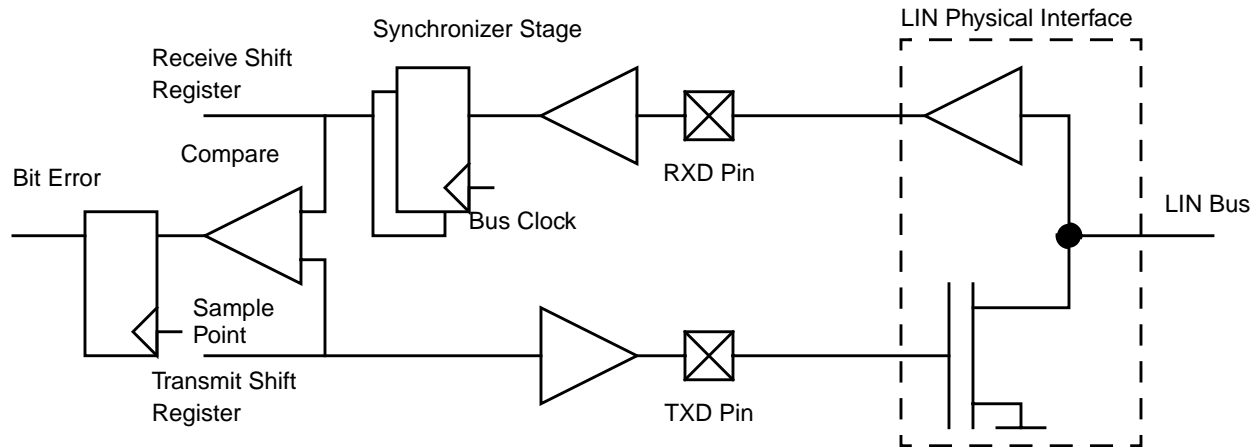 LIN Physical Interface
Synchronizer Stage
Receive Shift
Register
Compare
RXD Pin
Bit Error
Bus Clock
LIN Bus
Sample
Point
Transmit Shift
Register
TXD Pin